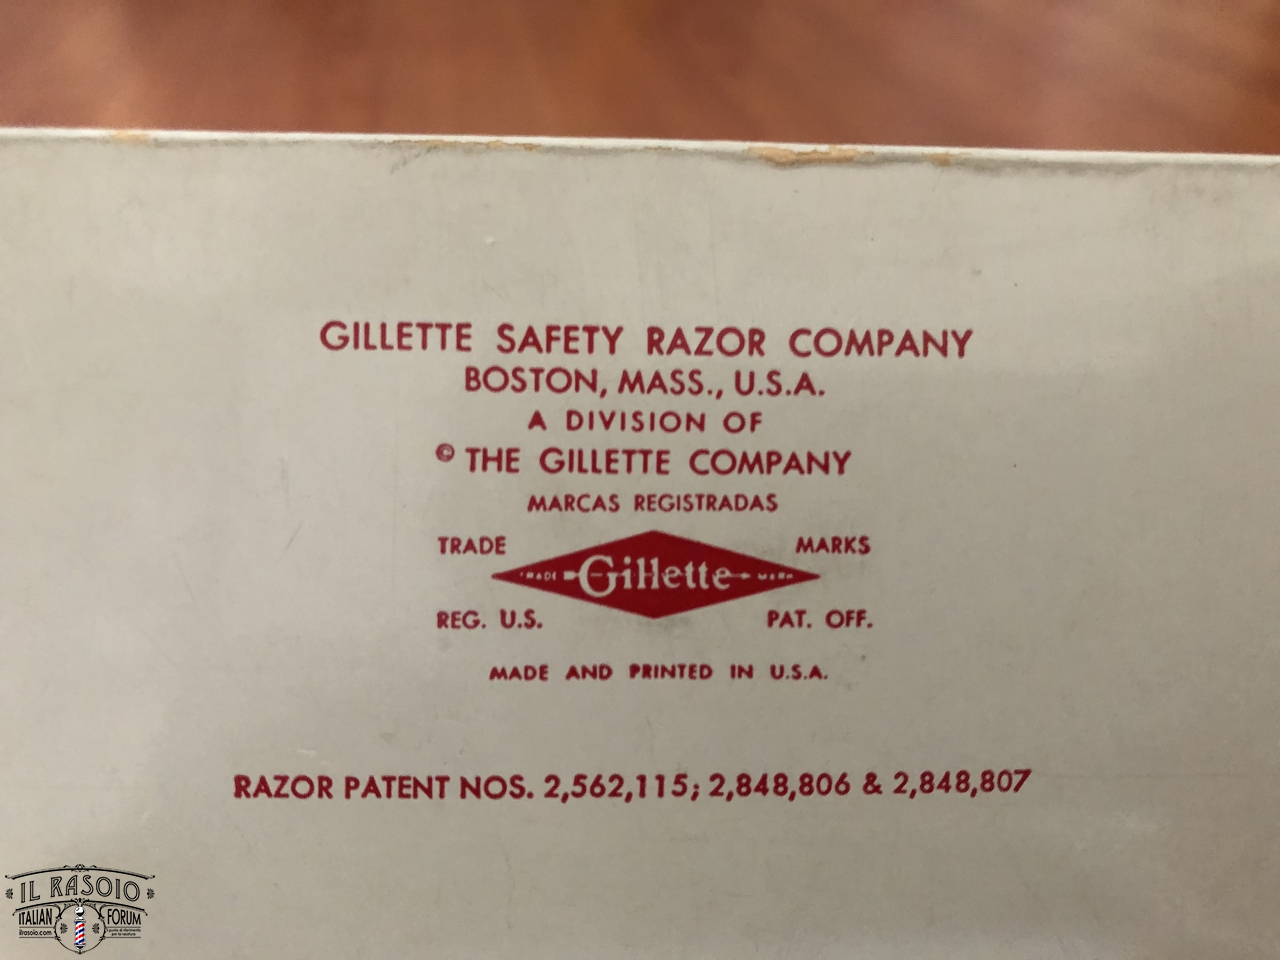 GILLETTE SAFETY RAZOR COMPANY
BOSTON, MASS., U.S.A.
A DIVISION OF
© THE GILLETTE COMPANY
MARCAS REGISTRADAS
TRADE MARKS
TRADE Gillette MARK
REG. U.S. PAT. OFF.
MADE AND PRINTED IN U.S.A.
RAZOR PATENT NOS. 2,562,115; 2,848,806 & 2,848,807
IL RASOIO
ITALIAN FORUM
ilrasoio.com